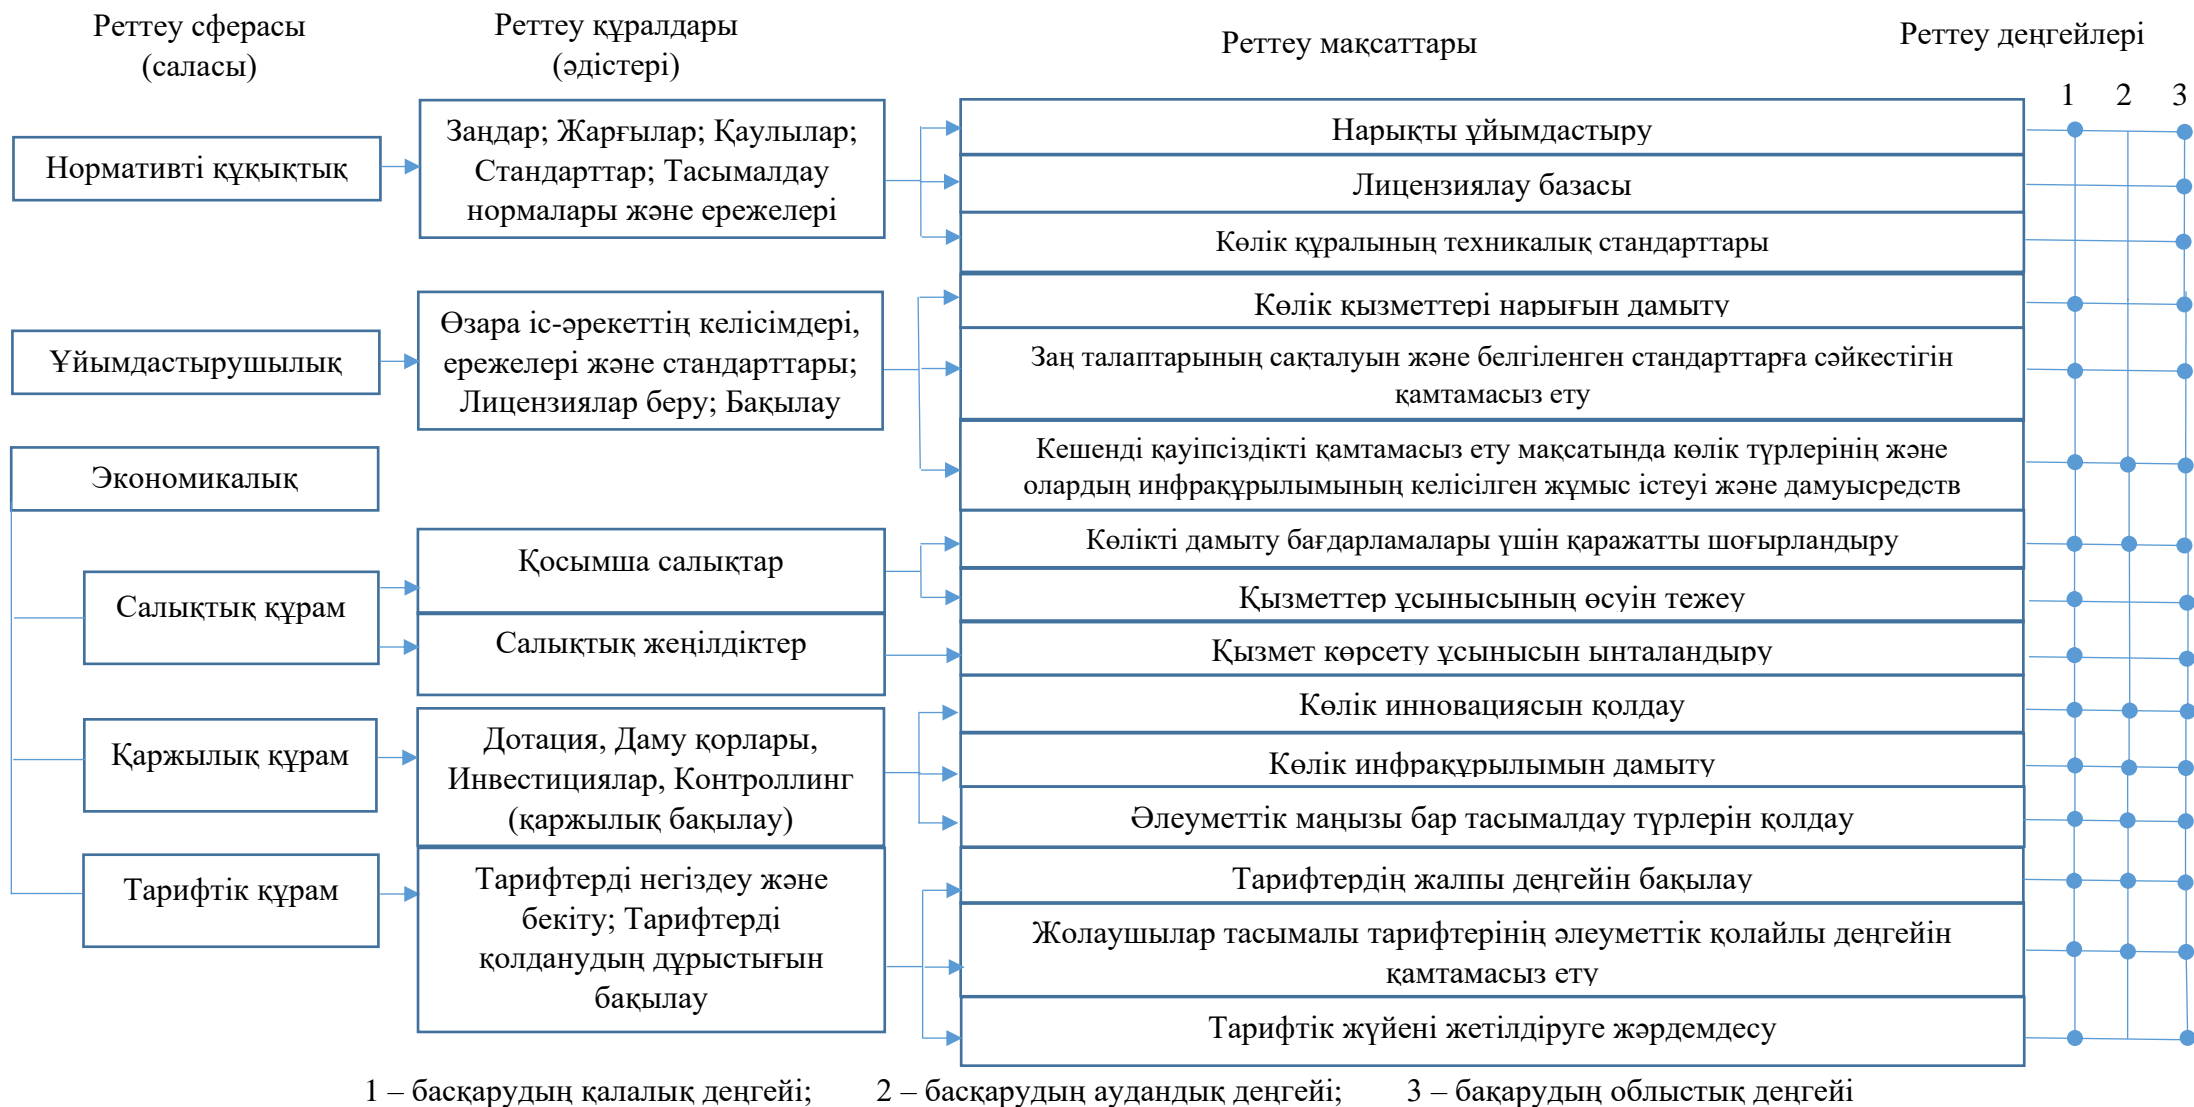 Реттеу сферасы
(саласы)
Реттеу құралдары
(әдістері)
Реттеу мақсаттары
Реттеу деңгейлері
1 2 3
Нормативті құқықтық
Заңдар; Жарғылар; Қаулылар;
Стандарттар; Тасымалдау
нормалары және ережелері
Нарықты ұйымдастыру
Лицензиялау базасы
Көлік құралының техникалық стандарттары
Ұйымдастырушылық
Өзара іс-әрекеттің келісімдері,
ережелері және стандарттары;
Лицензиялар беру; Бақылау
Көлік қызметтері нарығын дамыту
Заң талаптарының сақталуын және белгіленген стандарттарға сәйкестігін
қамтамасыз ету
Кешенді қауіпсіздікті қамтамасыз ету мақсатында көлік түрлерінің және
олардың инфрақұрылымының келісілген жұмыс істеуі және дамуысредств
Экономикалық
Салықтық құрам
Қосымша салықтар
Көлікті дамыту бағдарламалары үшін қаражатты шоғырландыру
Қызметтер ұсынысының өсуін тежеу
Салықтық жеңілдіктер
Қызмет көрсету ұсынысын ынталандыру
Қаржылық құрам
Дотация, Даму қорлары,
Инвестициялар, Контроллинг
(қаржылық бақылау)
Көлік инновациясын қолдау
Көлік инфрақұрылымын дамыту
Әлеуметтік маңызы бар тасымалдау түрлерін қолдау
Тарифтік құрам
Тарифтерді негіздеу және
бекіту; Тарифтерді
қолданудың дұрыстығын
бақылау
Тарифтердің жалпы деңгейін бақылау
Жолаушылар тасымалы тарифтерінің әлеуметтік қолайлы деңгейін
қамтамасыз ету
Тарифтік жүйені жетілдіруге жәрдемдесу
1 – басқарудың қалалық деңгейі; 2 – басқарудың аудандық деңгейі; 3 – бақарудың облыстық деңгейі